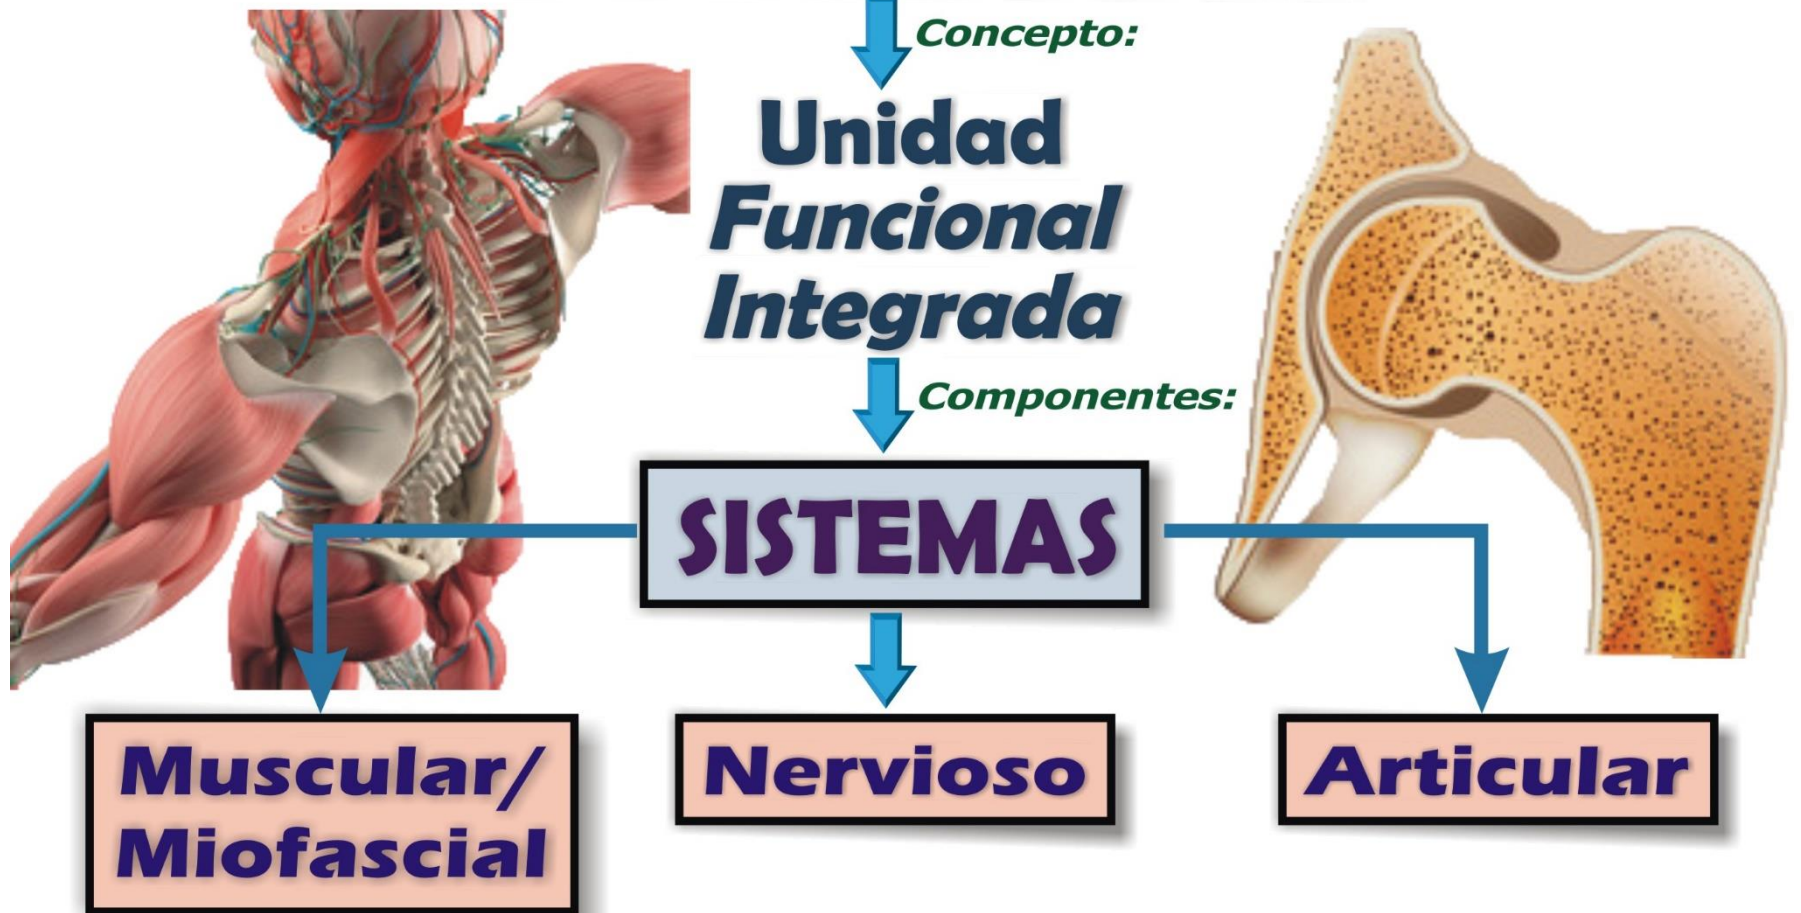 Concepto:
Unidad
Funcional
Integrada
Componentes:
SISTEMAS
Muscular/
Miofascial
Nervioso
Articular